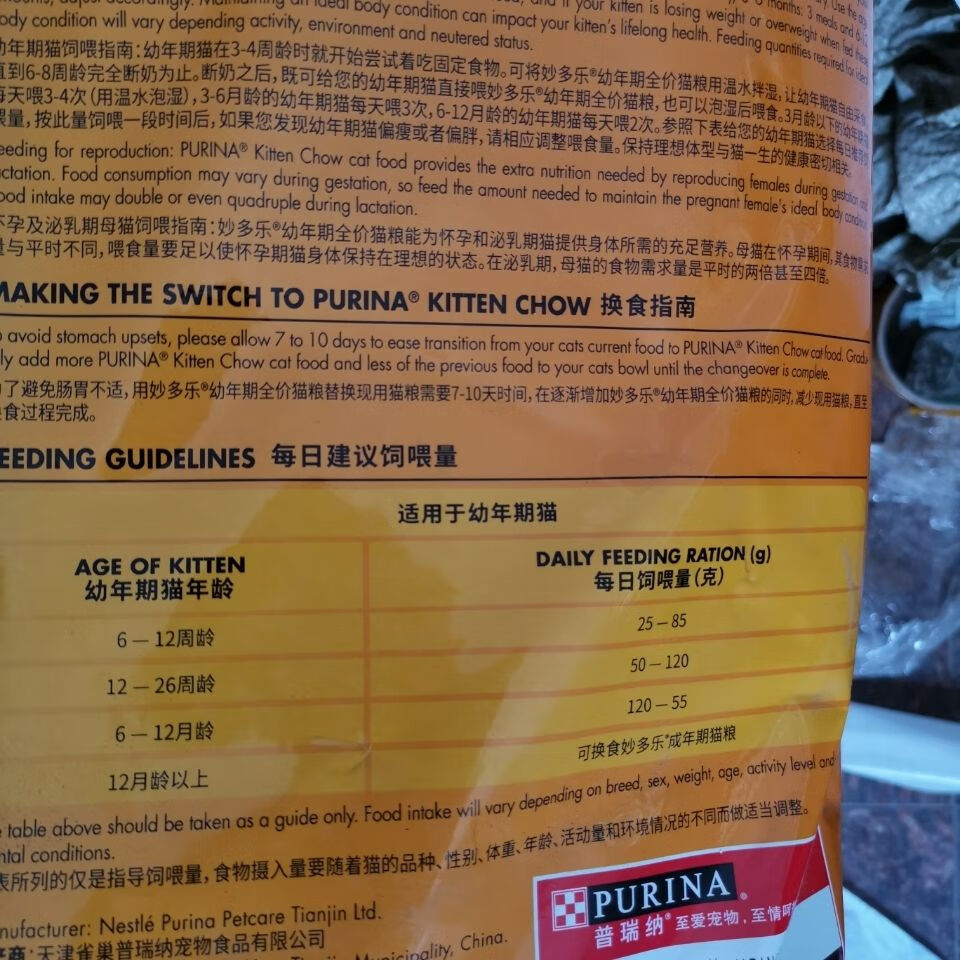 adjust accordingly. Maintaining an ideal body condition can impact your kitten's lifelong health. Feeding quantities required for ideal
body condition will vary depending activity, environment and neutered status.
幼年期猫饲喂指南：幼年期猫在3-4周龄时就开始尝试着吃固定食物。可将妙多乐®幼年期全价猫粮用温水拌湿，让幼年期猫自由采食
直到6-8周龄完全断奶为止。断奶之后，既可给您的幼年期猫直接喂妙多乐®幼年期全价猫粮，也可以泡湿后喂食。3月龄以下的幼年期猫
每天喂3-4次（用温水泡湿），3-6月龄的幼年期猫每天喂3次，6-12月龄的幼年期猫每天喂2次。参照下表给您的幼年期猫选择每日推荐饲
喂量，按此量饲喂一段时间后，如果您发现幼年期猫偏瘦或者偏胖，请相应调整喂食量。保持理想体型与猫一生的健康密切相关。
eeding for reproduction: PURINA® Kitten Chow cat food provides the extra nutrition needed by reproducing females during gestation and
actation. Food consumption may vary during gestation, so feed the amount needed to maintain the pregnant female's ideal body condition
ood intake may double or even quadruple during lactation.
怀孕及泌乳期母猫饲喂指南：妙多乐®幼年期全价猫粮能为怀孕和泌乳期猫提供身体所需的充足营养。母猫在怀孕期间，其食物需求
量与平时不同，喂食量要足以使怀孕期猫身体保持在理想的状态。在泌乳期，母猫的食物需求量是平时的两倍甚至四倍。
MAKING THE SWITCH TO PURINA® KITTEN CHOW 换食指南
o avoid stomach upsets, please allow 7 to 10 days to ease transition from your cats current food to PURINA® Kitten Chow cat food. Gradu-
lly add more PURINA® Kitten Chow cat food and less of the previous food to your cats bowl until the changeover is complete.
为了避免肠胃不适，用妙多乐®幼年期全价猫粮替换现用猫粮需要7-10天时间，在逐渐增加妙多乐®幼年期全价猫粮的同时，减少现用猫粮，直至
换食过程完成。
EEDING GUIDELINES 每日建议饲喂量
适用于幼年期猫
AGE OF KITTEN
幼年期猫年龄
DAILY FEEDING RATION (g)
每日饲喂量（克）
6 — 12周龄
25 — 85
12 — 26周龄
50 — 120
6 — 12月龄
120 — 55
12月龄以上
可换食妙多乐®成年期猫粮
e table above should be taken as a guide only. Food intake will vary depending on breed, sex, weight, age, activity level and
ntal conditions.
表所列的仅是指导饲喂量，食物摄入量要随着猫的品种、性别、体重、年龄、活动量和环境情况的不同而做适当调整。
nufacturer: Nestlé Purina Petcare Tianjin Ltd.
产商：天津雀巢普瑞纳宠物食品有限公司
Municipality, China.
PURINA®
普瑞纳® 至爱宠物，至情呵